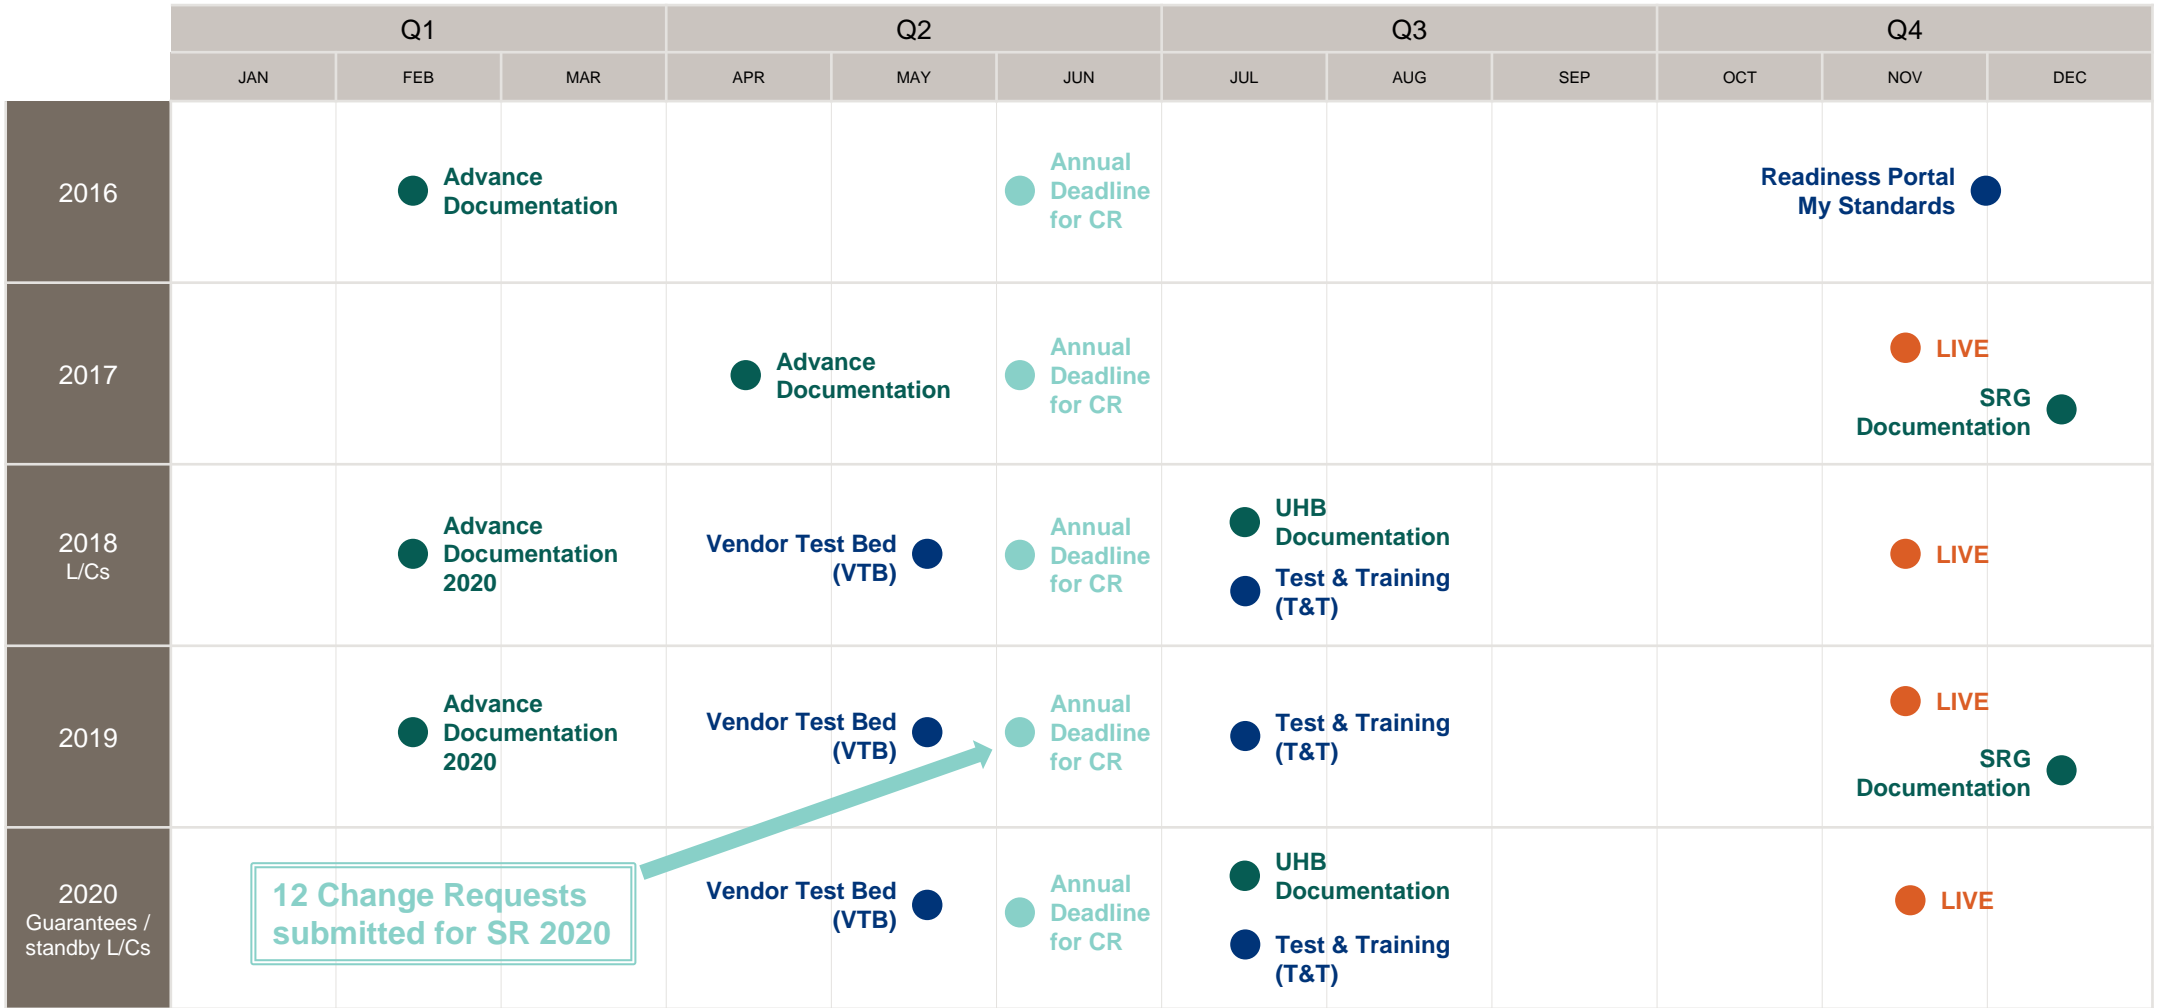 Q1
Q2
Q3
Q4
JAN
FEB
MAR
APR
MAY
JUN
JUL
AUG
SEP
OCT
NOV
DEC
2016
Advance
Documentation
Annual
Deadline
for CR
Readiness Portal
My Standards
2017
Advance
Documentation
Annual
Deadline
for CR
LIVE
SRG
Documentation
2018
L/Cs
Advance
Documentation
2020
Vendor Test Bed
(VTB)
Annual
Deadline
for CR
UHB
Documentation
Test & Training
(T&T)
LIVE
2019
Advance
Documentation
2020
Vendor Test Bed
(VTB)
Annual
Deadline
for CR
Test & Training
(T&T)
LIVE
SRG
Documentation
2020
Guarantees /
standby L/Cs
12 Change Requests
submitted for SR 2020
Vendor Test Bed
(VTB)
Annual
Deadline
for CR
UHB
Documentation
Test & Training
(T&T)
LIVE